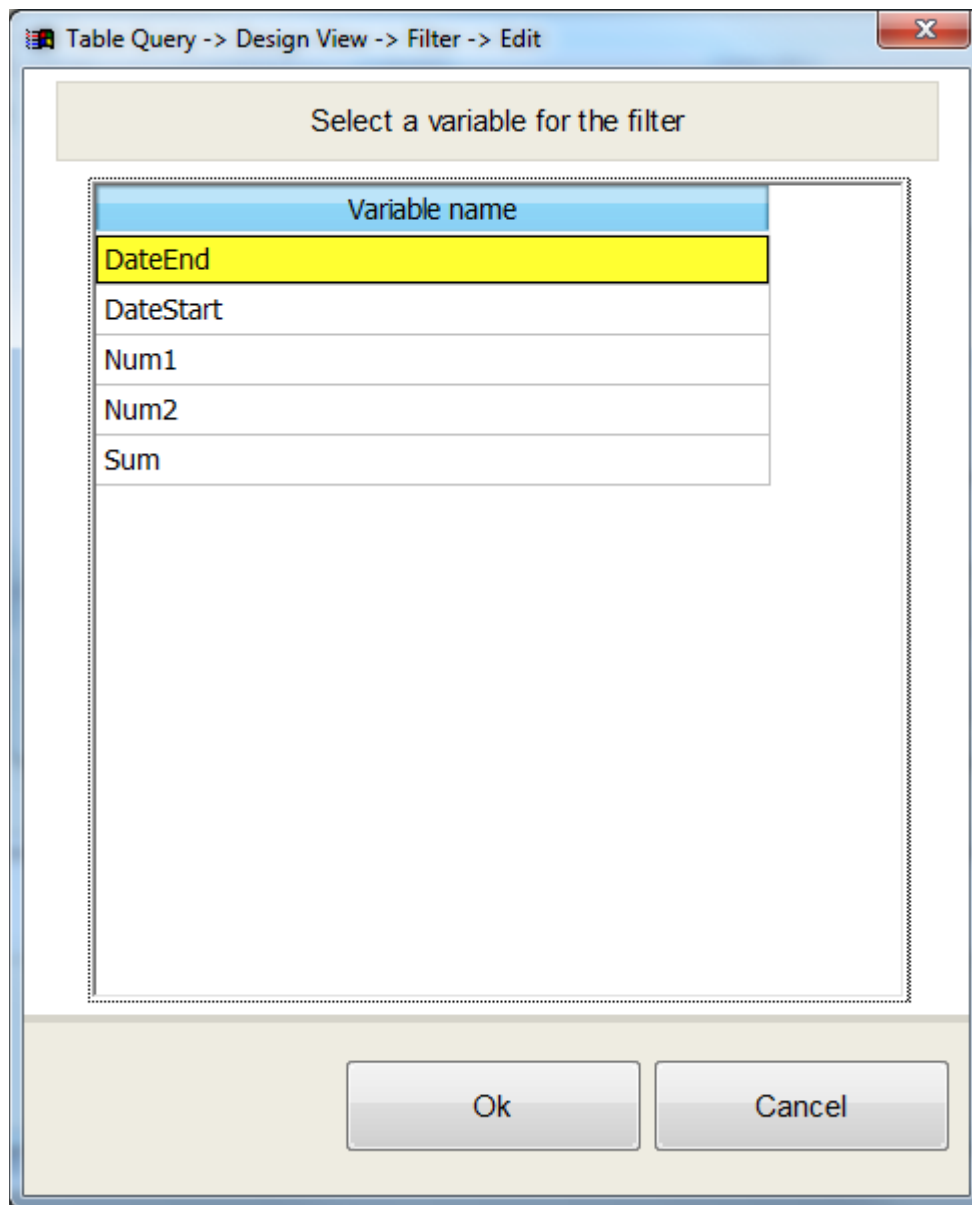 Table Query -> Design View -> Filter -> Edit
Select a variable for the filter
Variable name
DateEnd
DateStart
Num1
Num2
Sum
Ok
Cancel